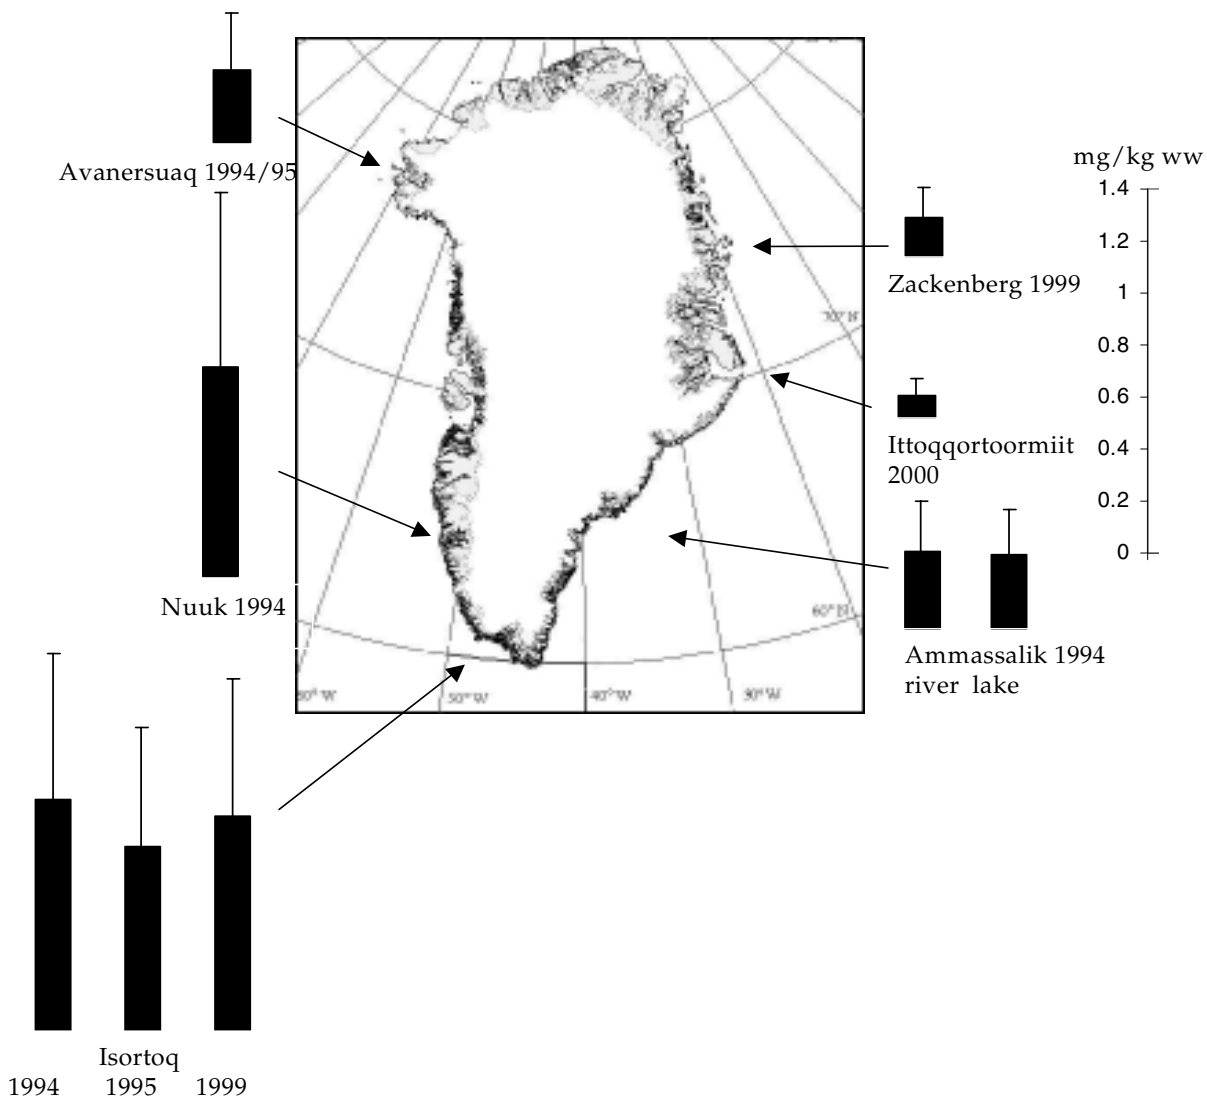 Avanersuaq 1994/95
Nuuk 1994
mg/kg ww
1.4
1.2
1
0.8
0.6
0.4
0.2
0
Zackenberg 1999
Ittoqqortoormiit
2000
Ammassalik 1994
river lake
70° N
60° N
50° W
40° W
30° W
Isortoq
1994 1995 1999